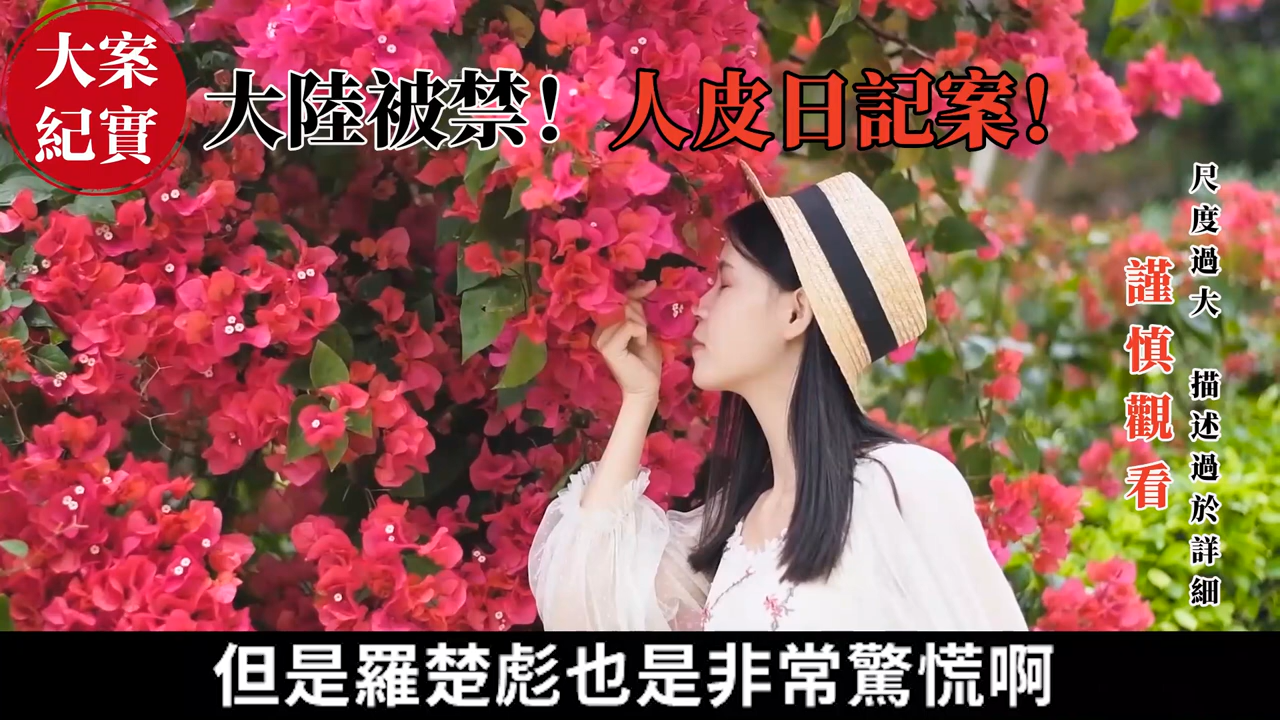 大案
紀實
大陸被禁！人皮日記案！
尺度過大 描述過於詳細
謹慎觀看
但是羅楚彪也是非常驚慌啊